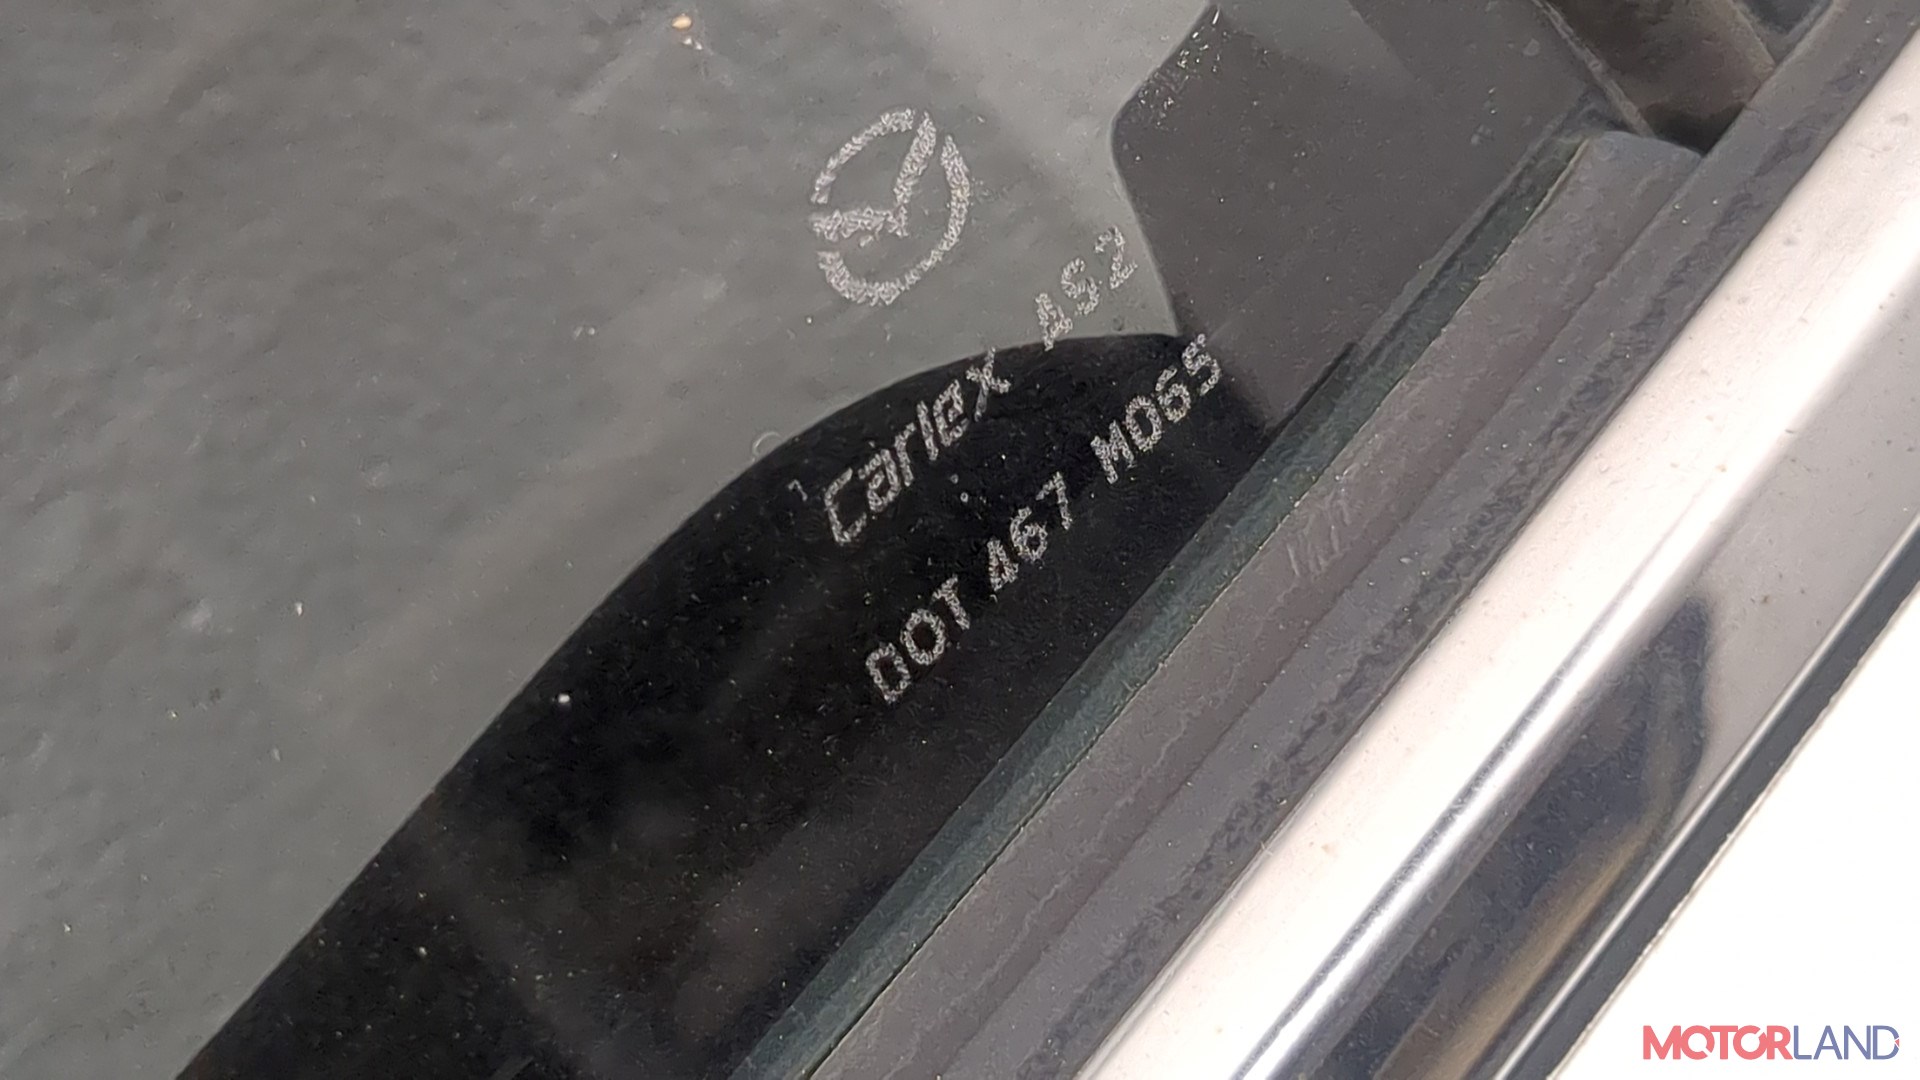 Carlex AS2
DOT 467 M065
MOTORLAND